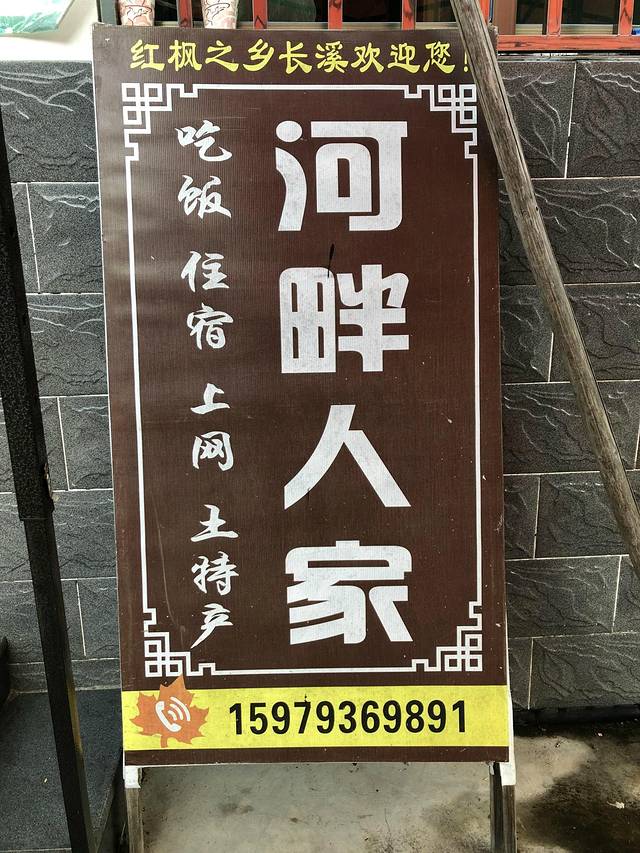 红枫之乡长溪欢迎您!
河畔人家
吃饭 住宿 上网 土特产
15979369891